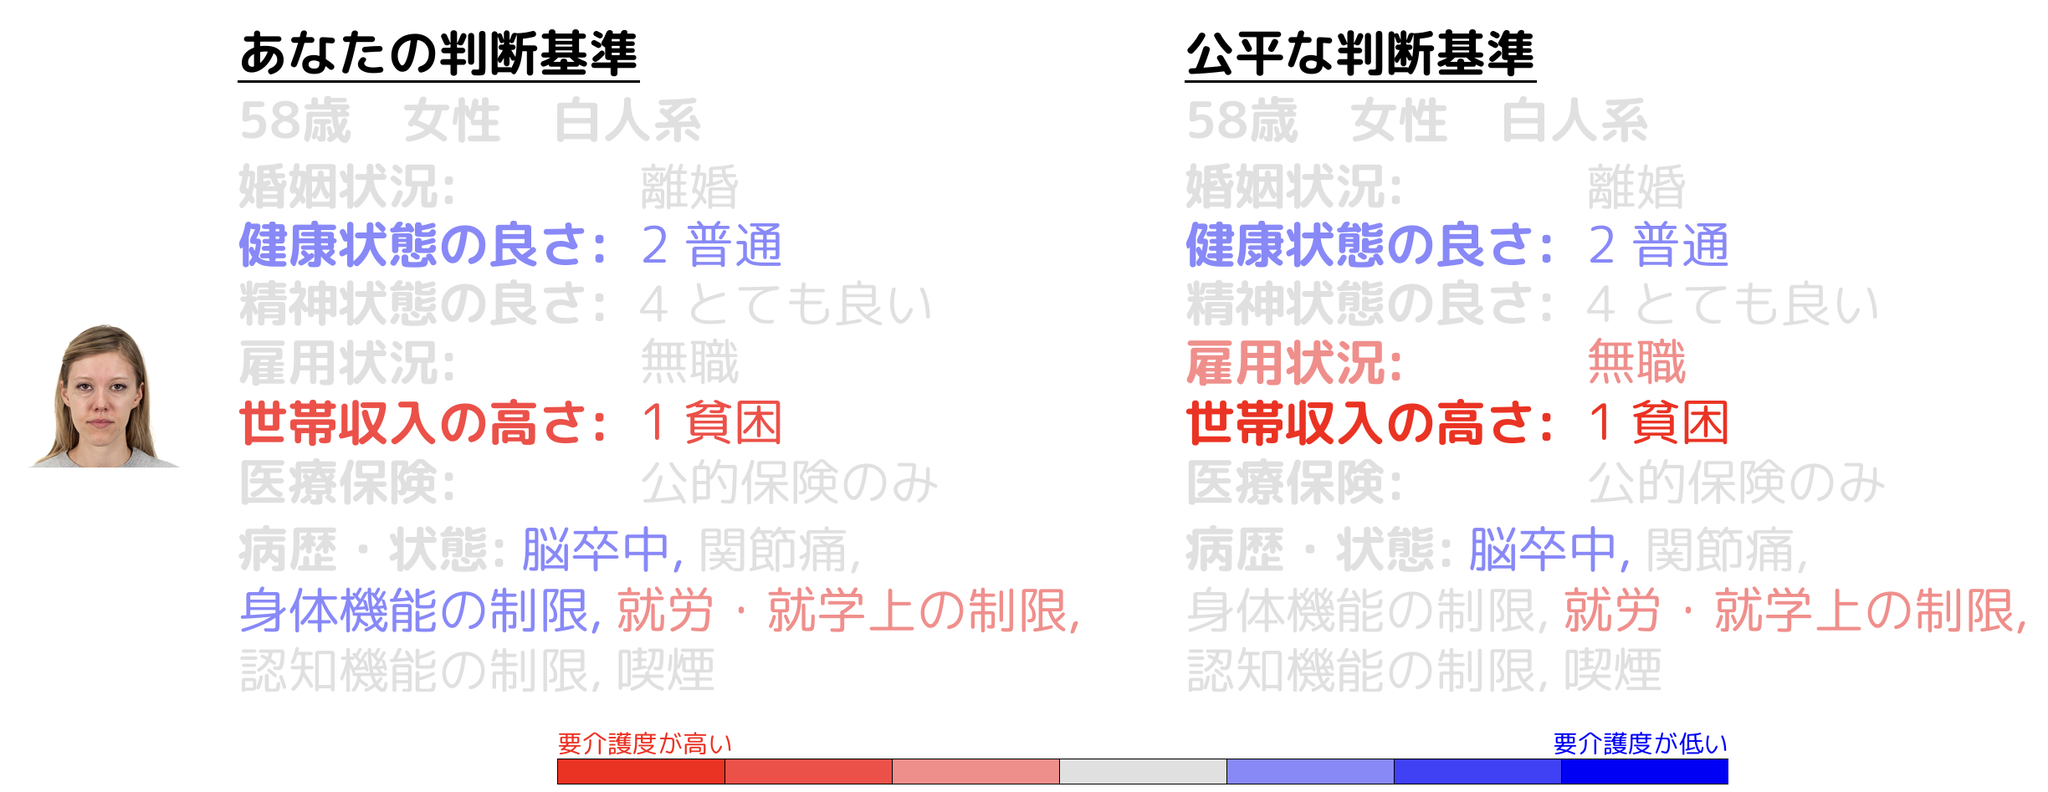 あなたの判断基準
58歳　女性　白人系
婚姻状況: 離婚
健康状態の良さ: 2 普通
精神状態の良さ: 4 とても良い
雇用状況: 無職
世帯収入の高さ: 1 貧困
医療保険: 公的保険のみ
病歴・状態: 脳卒中, 関節痛,
身体機能の制限, 就労・就学上の制限,
認知機能の制限, 喫煙
公平な判断基準
58歳　女性　白人系
婚姻状況: 離婚
健康状態の良さ: 2 普通
精神状態の良さ: 4 とても良い
雇用状況: 無職
世帯収入の高さ: 1 貧困
医療保険: 公的保険のみ
病歴・状態: 脳卒中, 関節痛,
身体機能の制限, 就労・就学上の制限,
認知機能の制限, 喫煙
要介護度が高い
要介護度が低い